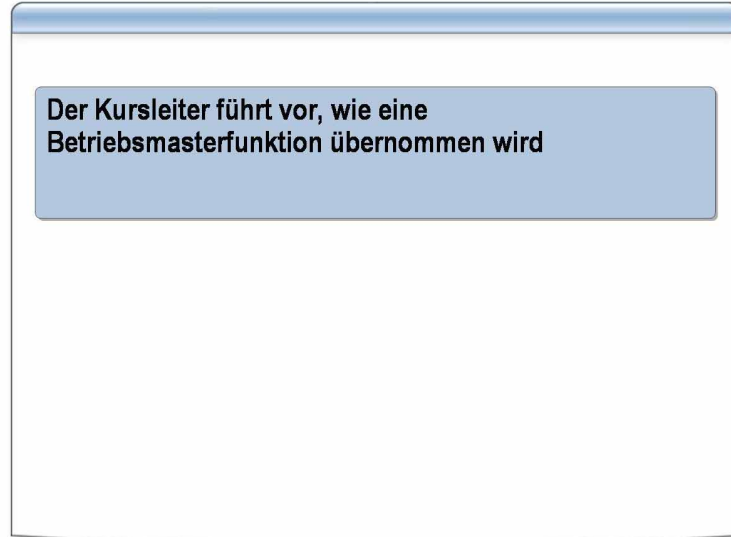 Der Kursleiter führt vor, wie eine
Betriebsmasterfunktion übernommen wird